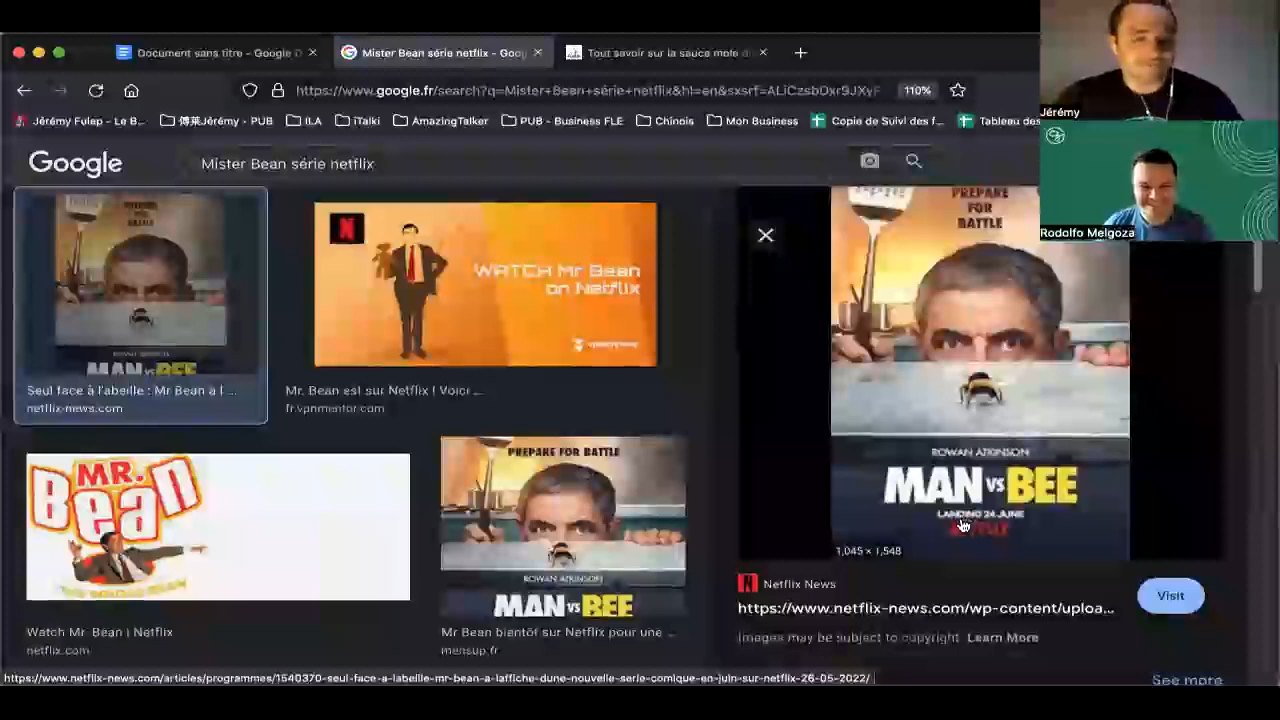 Document sans titre - Google D
Mister Bean série netflix - Goog
Tout savoir sur la sauce mole
https://www.google.fr/search?q=Mister+Bean+série+netflix&hl=en&sxsrf=ALiCzsbDxr9JXyF
110%
Jérémy Fulep - Le B...
Jérémy - PUB
ILA
iTalki
AmazingTalker
PUB - Business FLE
Chinois
Mon Business
Copie de Suivi des f...
Tableau des
Jérémy
Rodolfo Melgoza
Google
Mister Bean série netflix
PREPARE
FOR
BATTLE
MAN vs BEE
Seul face à l'abeille : Mr Bean à l ...
netflix-news.com
N
WATCH Mr Bean
on Netflix
Mr. Bean est sur Netflix ! Voici ...
fr.vpnmentor.com
MR.
Bean
Watch Mr. Bean | Netflix
netflix.com
PREPARE FOR BATTLE
ROWAN ATKINSON
MAN vs BEE
Mr Bean bientôt sur Netflix pour une ...
mensup.fr
PREPARE
FOR
BATTLE
ROWAN ATKINSON
MAN vs BEE
LANDING 24 JUNE
1,045 × 1,548
Netflix News
https://www.netflix-news.com/wp-content/uploa...
Visit
Images may be subject to copyright. Learn More
See more
https://www.netflix-news.com/articles/programmes/1540370-seul-face-a-labeille-mr-bean-a-laffiche-dune-nouvelle-serie-comique-en-juin-sur-netflix-26-05-2022/